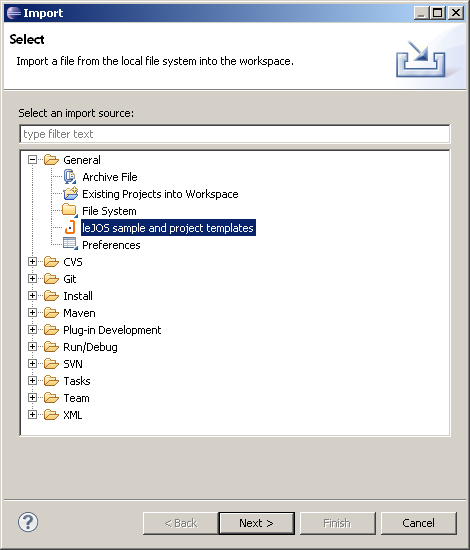 Import
Select
Import a file from the local file system into the workspace.
Select an import source:
type filter text
General
Archive File
Existing Projects into Workspace
File System
leJOS sample and project templates
Preferences
CVS
Git
Install
Maven
Plug-in Development
Run/Debug
SVN
Tasks
Team
XML
?
< Back
Next >
Finish
Cancel